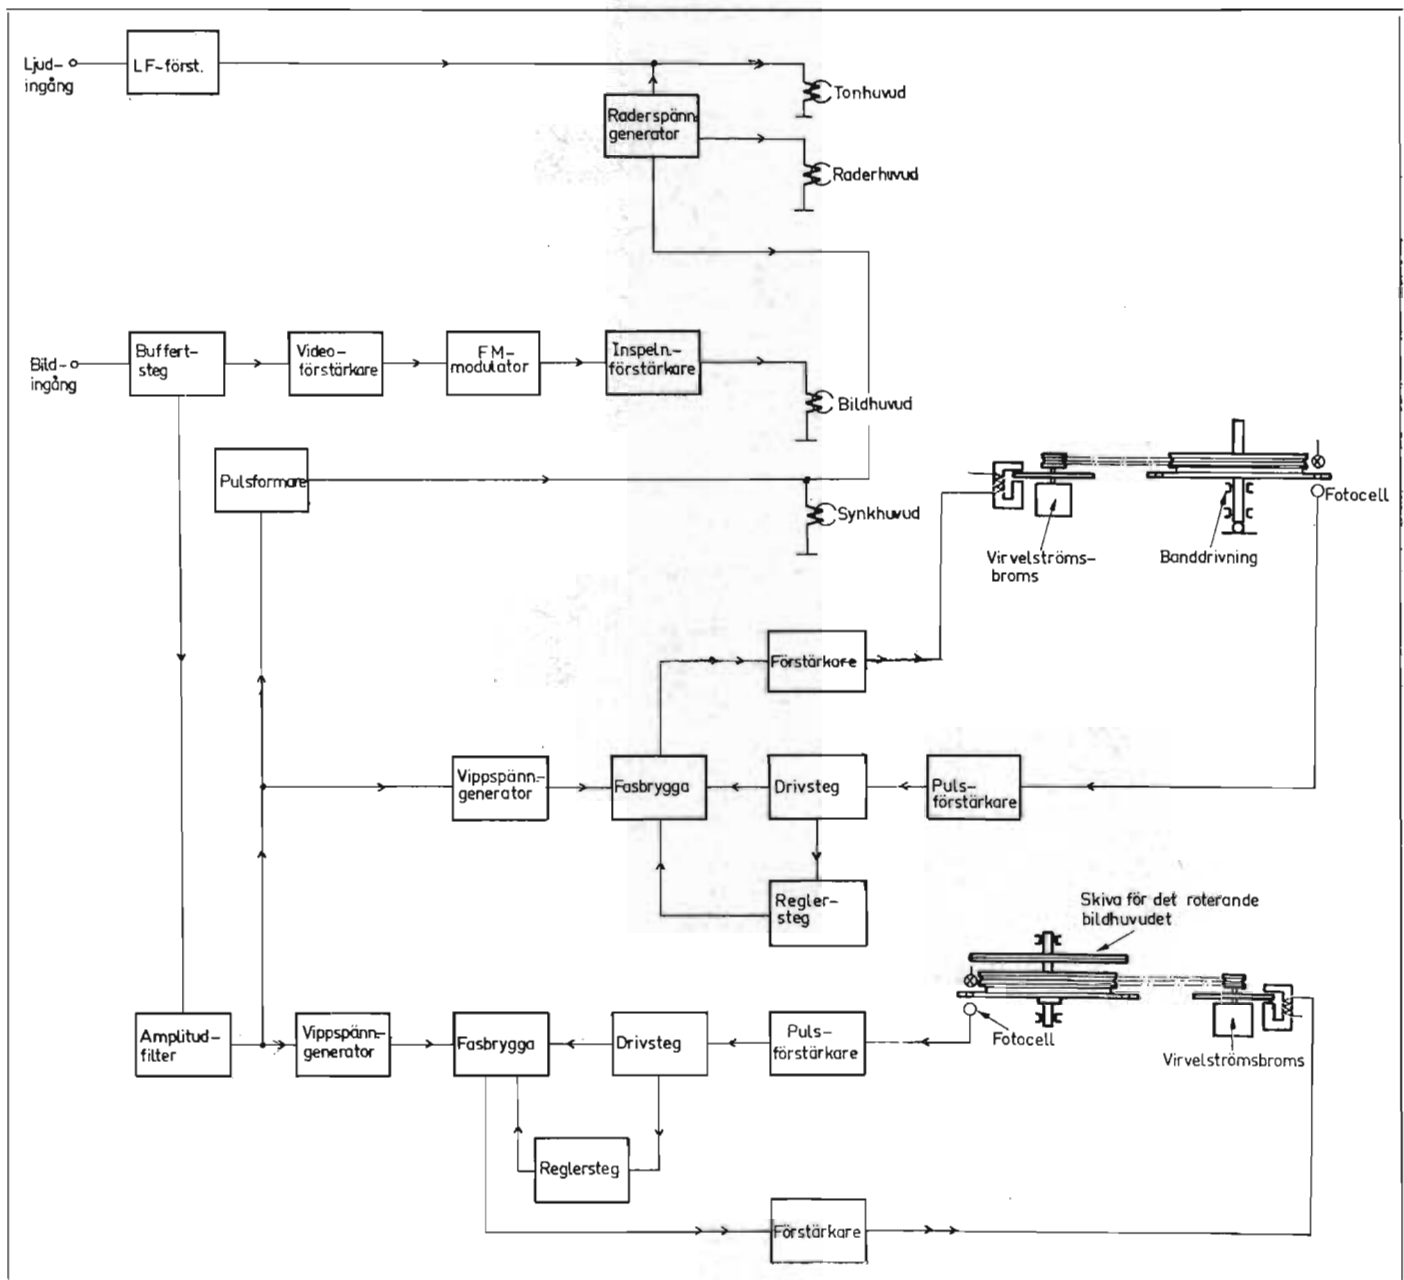 Ljud-
ingång
LF-först.
Raderspänn.
generator
Tonhuvud
Raderhuvud
Bild-
ingång
Buffert-
steg
Video-
förstärkare
FM-
modulator
Inspeln.-
förstärkare
Bildhuvud
Pulsformare
Synkhuvud
Fotocell
Virvelströms-
broms
Banddrivning
Förstärkare
Vippspänn.-
generator
Fasbrygga
Drivsteg
Puls-
förstärkare
Regler-
steg
Skiva för det roterande
bildhuvudet
Amplitud-
filter
Vippspänn.-
generator
Fasbrygga
Drivsteg
Puls-
förstärkare
Fotocell
Virvelströmsbroms
Reglersteg
Förstärkare